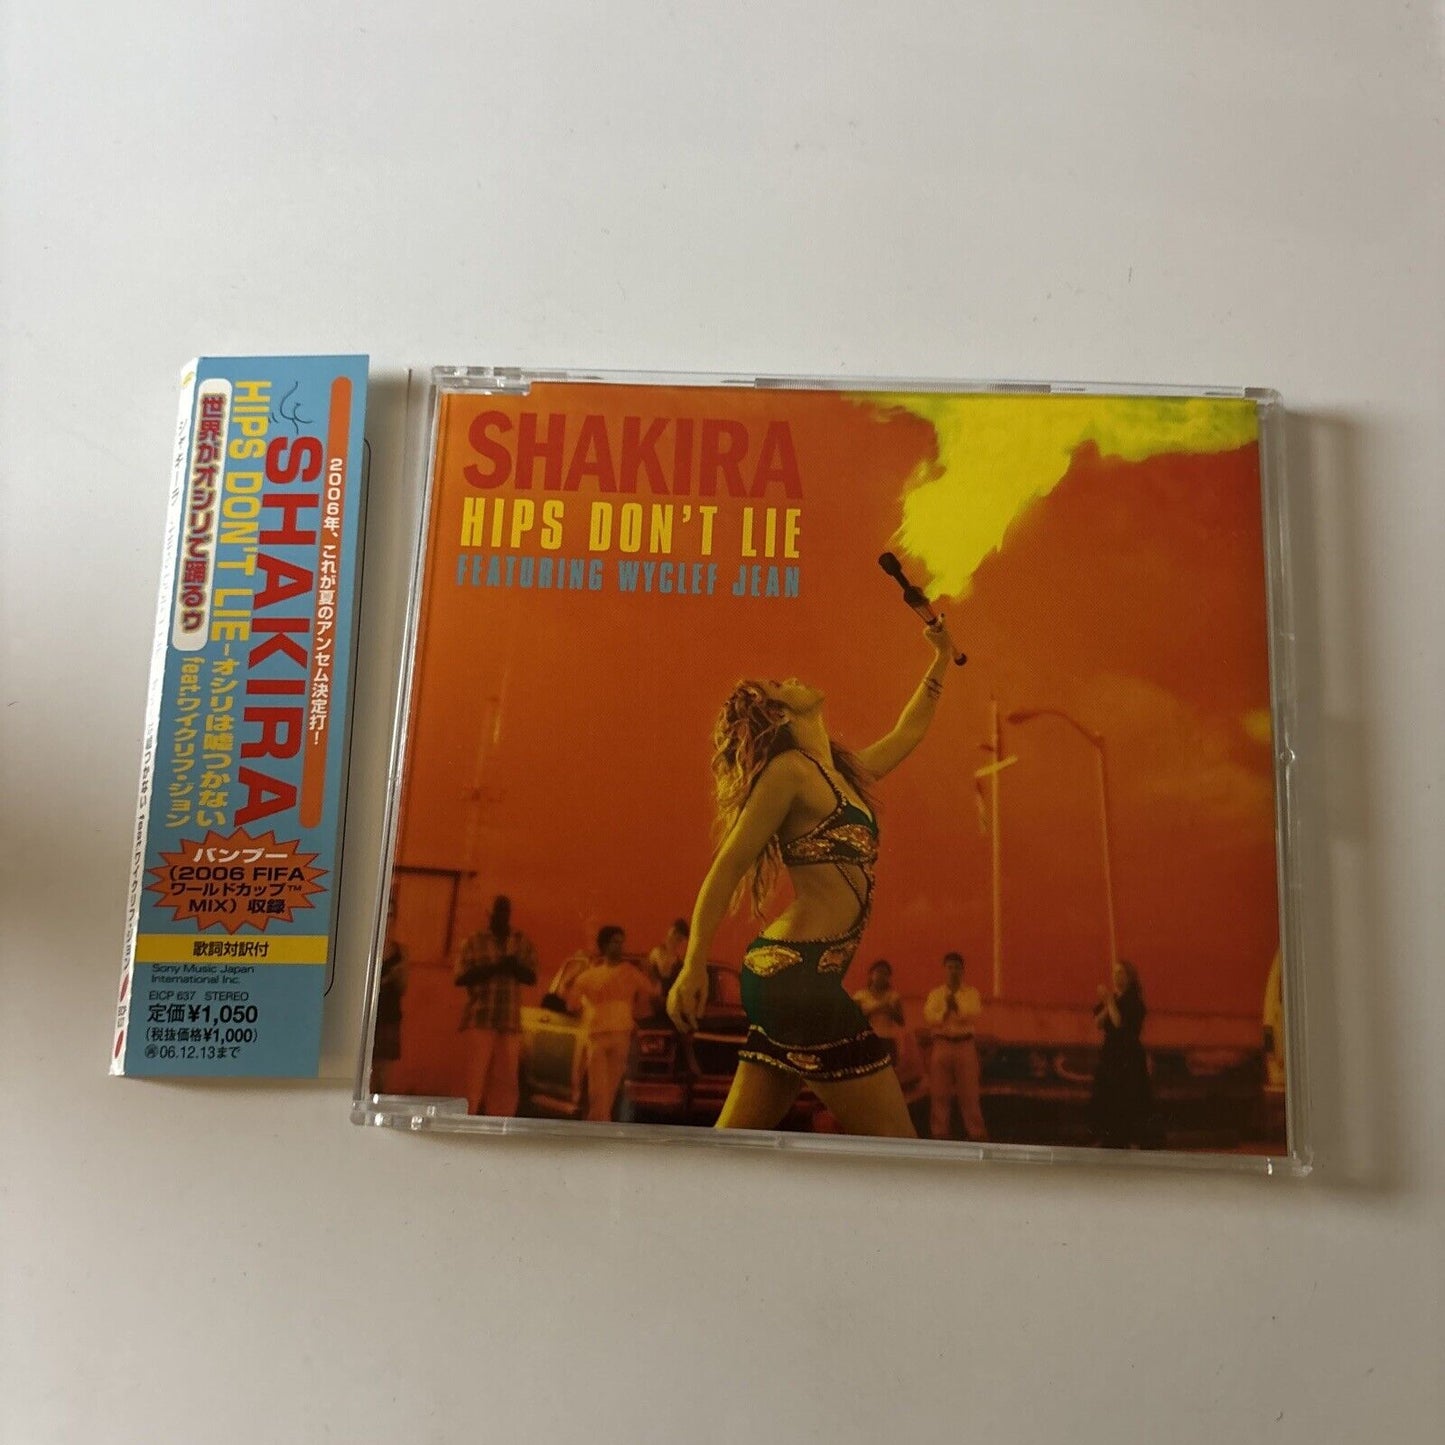 2006年、これが夏のアンセム決定打!
SHAKIRA
HIPS DON'T LIE-オシリは嘘つかない
feat.ワイクリフ・ジョン
世界がオシリで踊るゥ
バンブー
(2006 FIFA
ワールドカップ™
MIX) 収録
歌詞対訳付
Sony Music Japan
International Inc.
EICP 637 STEREO
定価¥1,050
(税抜価格¥1,000)
06.12.13まで
SHAKIRA
HIPS DON'T LIE
FEATURING WYCLEF JEAN